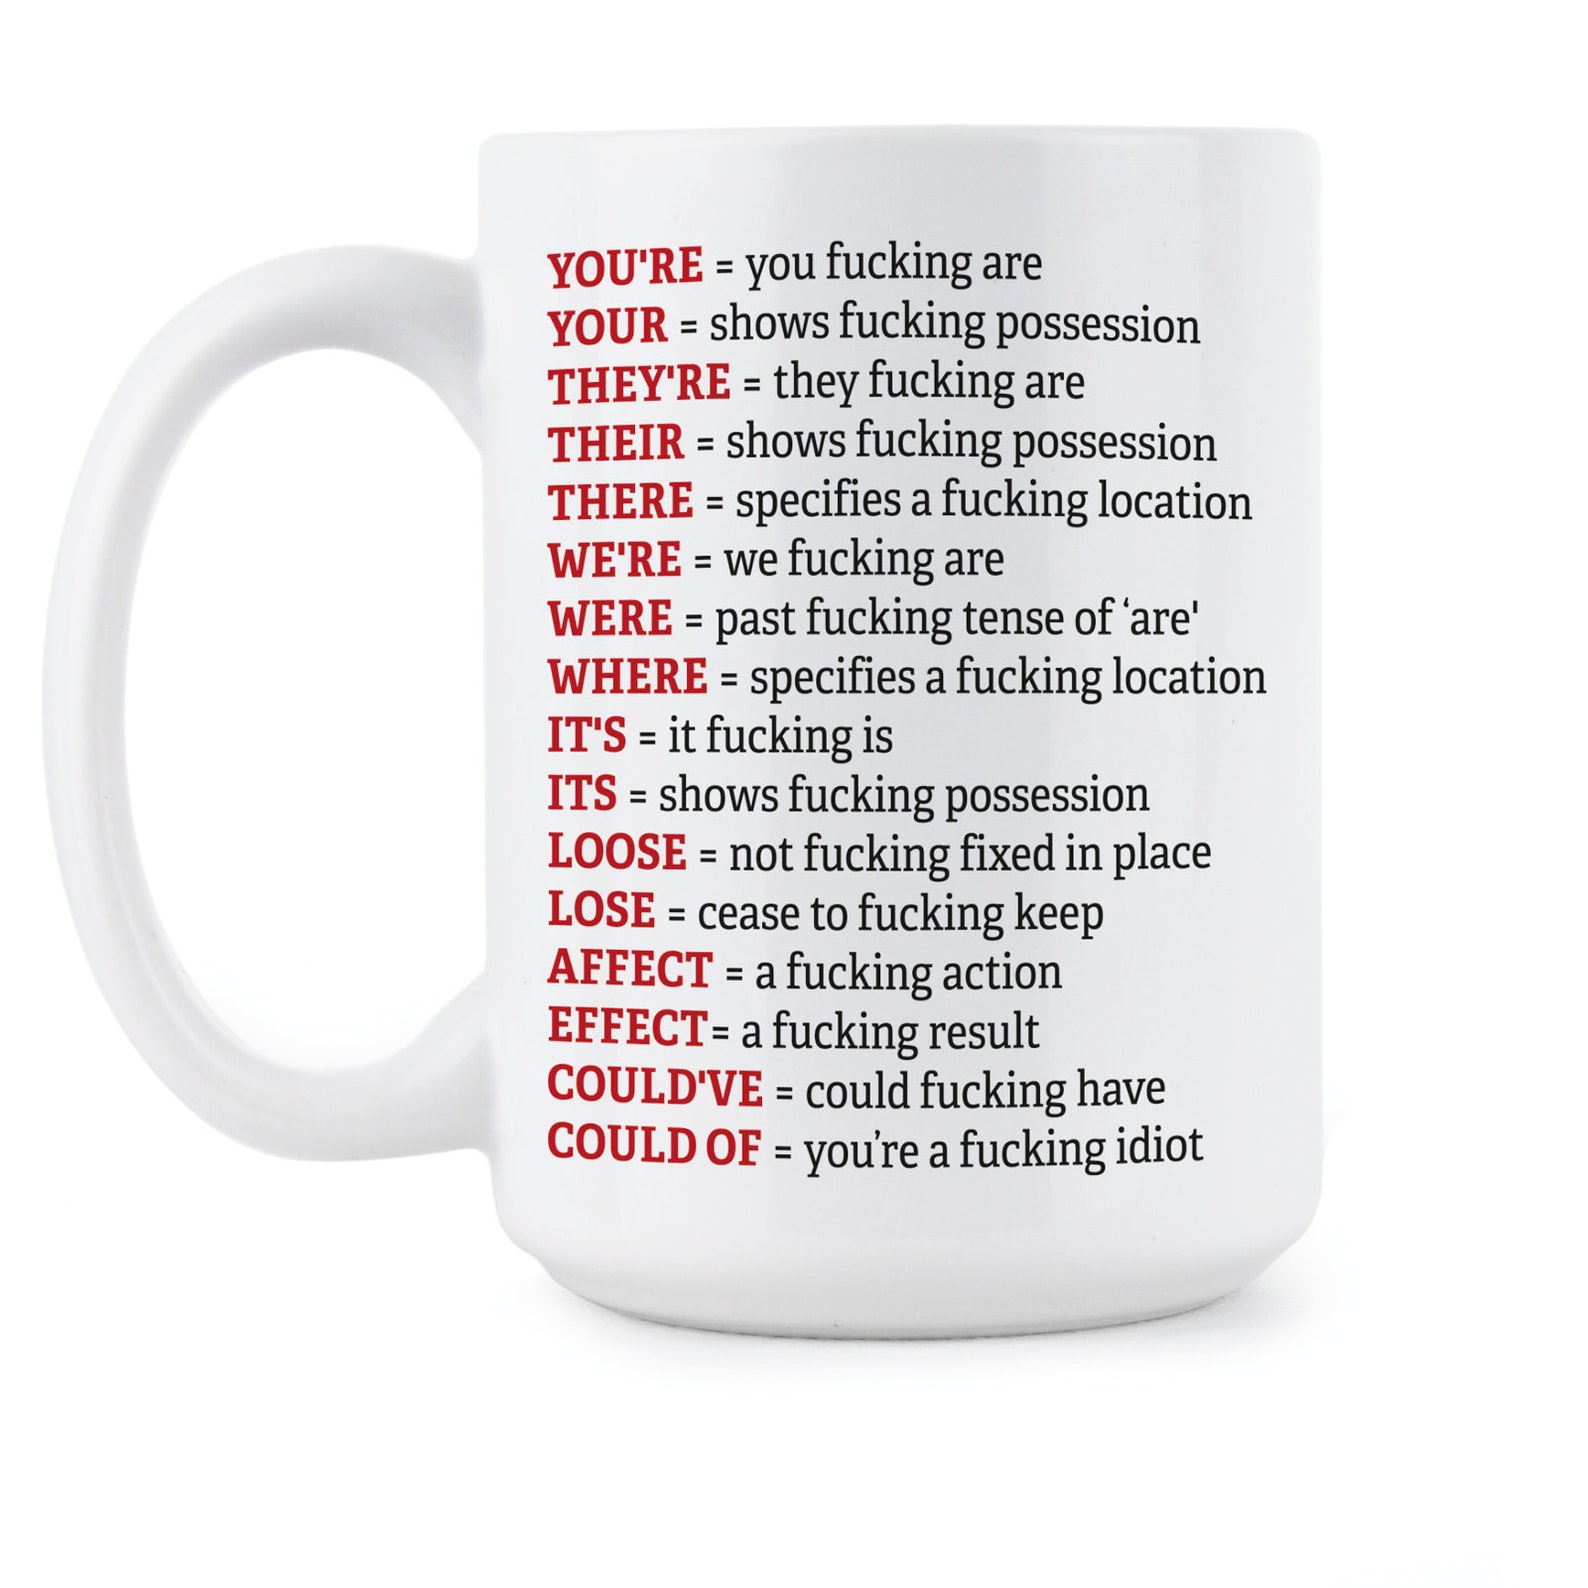 YOU'RE = you fucking are
YOUR = shows fucking possession
THEY'RE = they fucking are
THEIR = shows fucking possession
THERE = specifies a fucking location
WE'RE = we fucking are
WERE = past fucking tense of ‘are'
WHERE = specifies a fucking location
IT'S = it fucking is
ITS = shows fucking possession
LOOSE = not fucking fixed in place
LOSE = cease to fucking keep
AFFECT = a fucking action
EFFECT= a fucking result
COULD'VE = could fucking have
COULD OF = you’re a fucking idiot